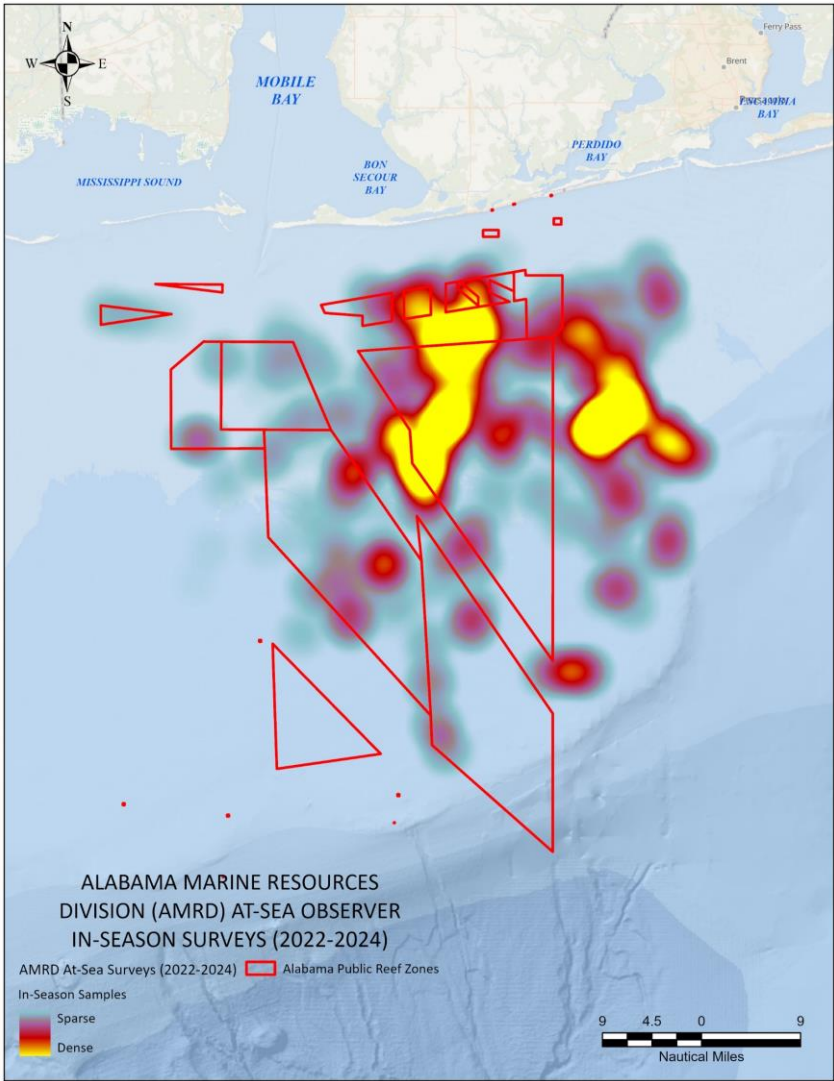 N
W E
S
Ferry Pass
Brent
MOBILE
BAY
ESCAMBIA
BAY
BON
SECOUR
BAY
PERDIDO
BAY
MISSISSIPPI SOUND
ALABAMA MARINE RESOURCES
DIVISION (AMRD) AT-SEA OBSERVER
IN-SEASON SURVEYS (2022-2024)
AMRD At-Sea Surveys (2022-2024) Alabama Public Reef Zones
In-Season Samples
Sparse
Dense
9 4.5 0 9
Nautical Miles